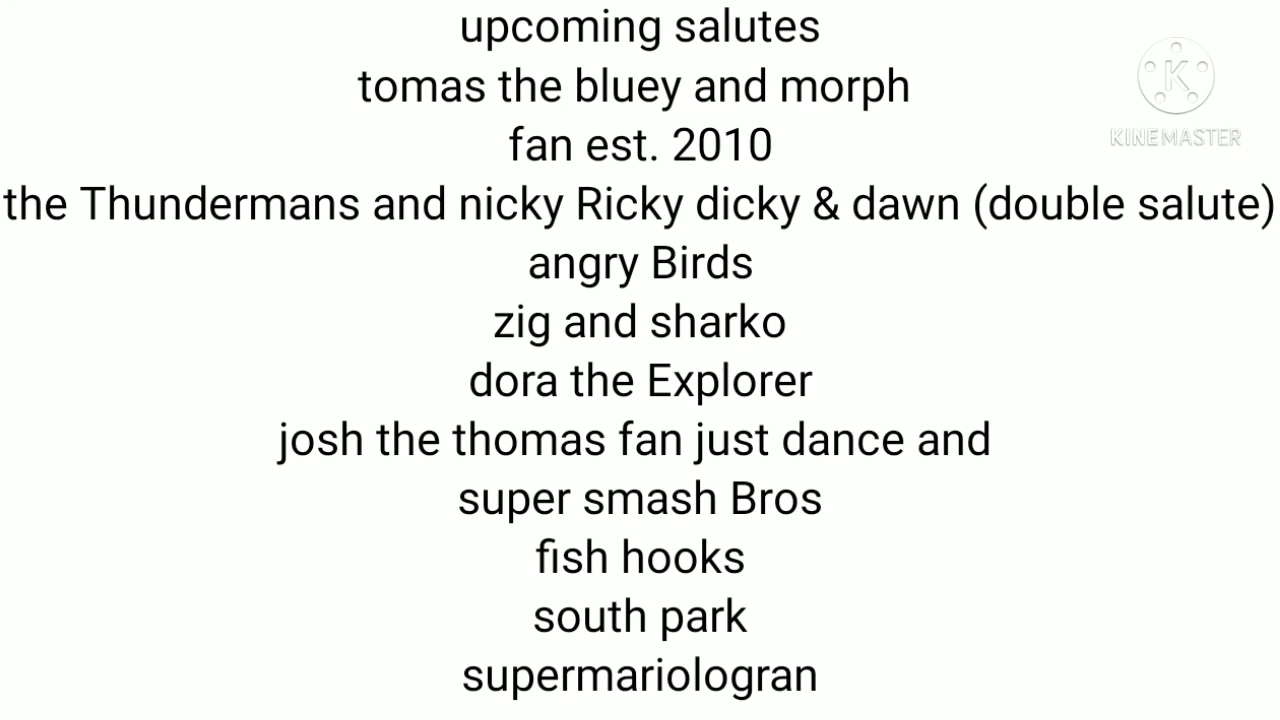 upcoming salutes
tomas the bluey and morph
fan est. 2010
the Thundermans and nicky Ricky dicky & dawn (double salute)
angry Birds
zig and sharko
dora the Explorer
josh the thomas fan just dance and
super smash Bros
fish hooks
south park
supermariologran
K
KINEMASTER